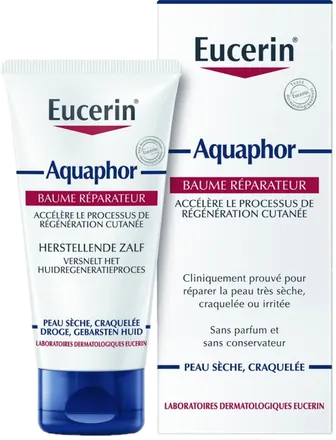 Eucerin®
Aquaphor
BAUME RÉPARATEUR
ACCÉLÈRE LE PROCESSUS DE
RÉGÉNÉRATION CUTANÉE
HERSTELLENDE ZALF
VERSNELT HET
HUIDREGENERATIEPROCES
PEAU SÈCHE, CRAQUELÉE
DROGE, GEBARSTEN HUID
LABORATOIRES DERMATOLOGIQUES EUCERIN
Eucerin®
Eucerin
Aquaphor
BAUME RÉPARATEUR
ACCÉLÈRE LE PROCESSUS DE
RÉGÉNÉRATION CUTANÉE
Cliniquement prouvé pour
réparer la peau très sèche,
craquelée ou irritée
Sans parfum et
sans conservateur
PEAU SÈCHE, CRAQUELÉE
LABORATOIRES DERMATOLOGIQUES EUCERIN